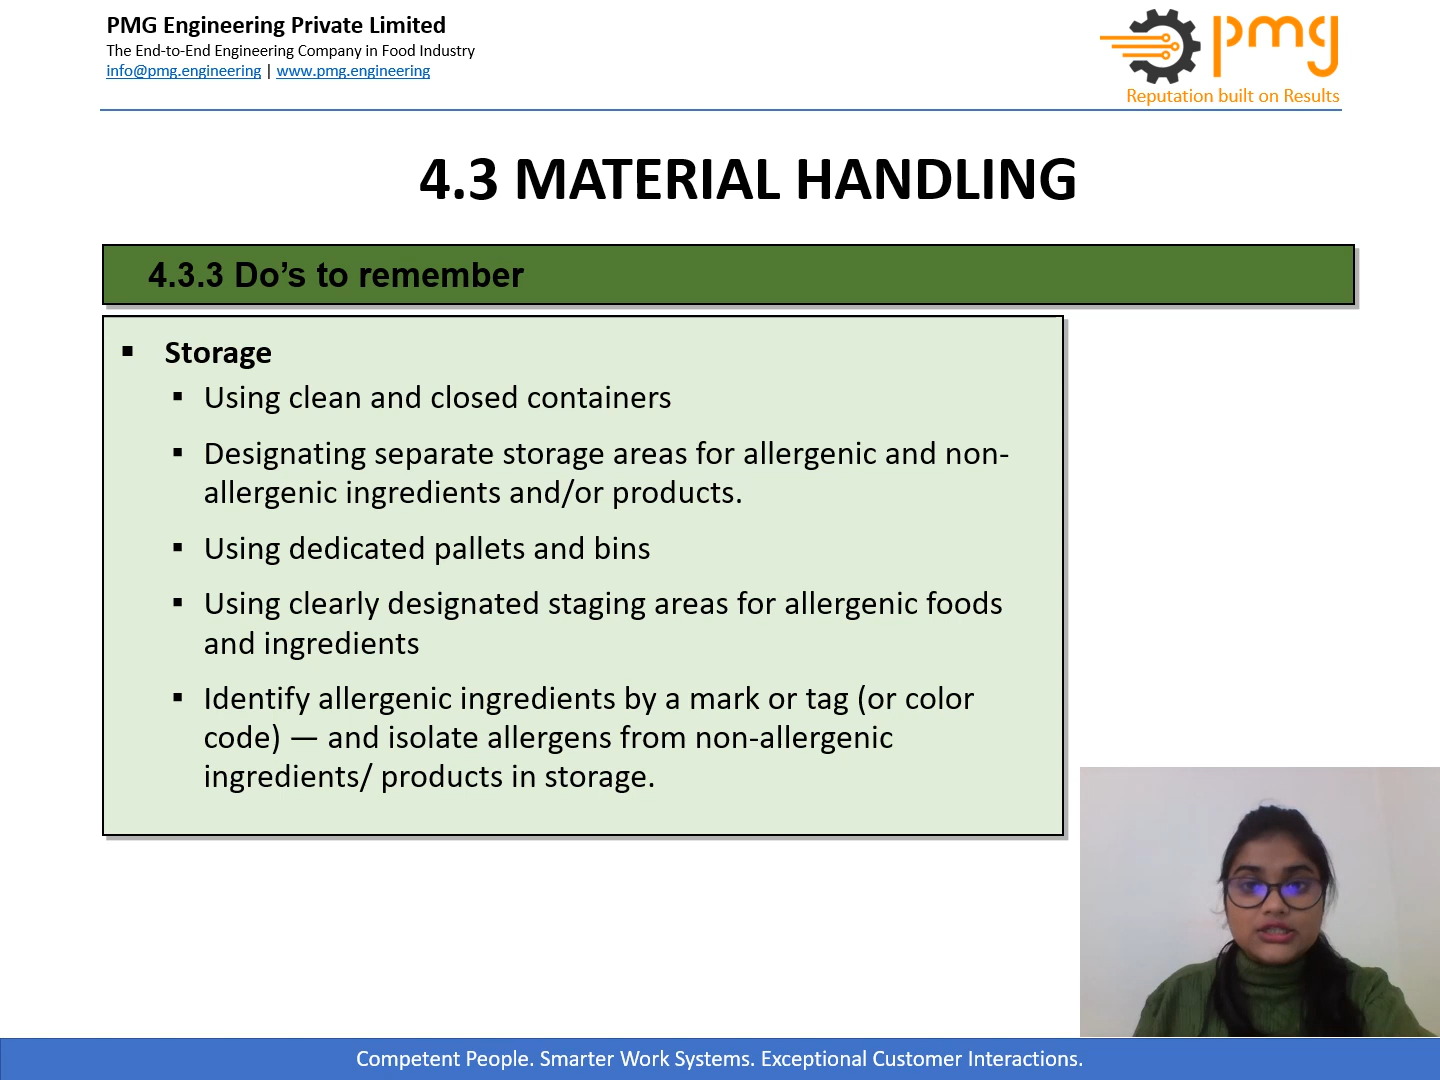 PMG Engineering Private Limited
The End-to-End Engineering Company in Food Industry
info@pmg.engineering | www.pmg.engineering
pmg
Reputation built on Results
4.3 MATERIAL HANDLING
4.3.3 Do’s to remember
▪ Storage
▪ Using clean and closed containers
▪ Designating separate storage areas for allergenic and non-
allergenic ingredients and/or products.
▪ Using dedicated pallets and bins
▪ Using clearly designated staging areas for allergenic foods
and ingredients
▪ Identify allergenic ingredients by a mark or tag (or color
code) — and isolate allergens from non-allergenic
ingredients/ products in storage.
Competent People. Smarter Work Systems. Exceptional Customer Interactions.